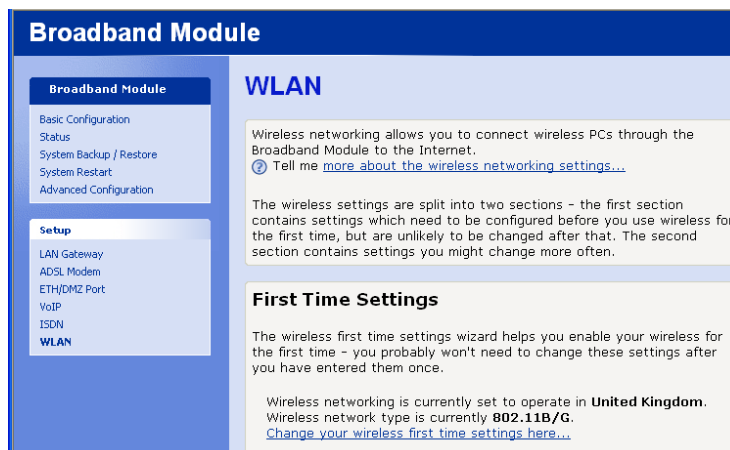 Broadband Module
Broadband Module
Basic Configuration
Status
System Backup / Restore
System Restart
Advanced Configuration
Setup
LAN Gateway
ADSL Modem
ETH/DMZ Port
VoIP
ISDN
WLAN
WLAN
Wireless networking allows you to connect wireless PCs through the
Broadband Module to the Internet.
? Tell me more about the wireless networking settings...
The wireless settings are split into two sections - the first section
contains settings which need to be configured before you use wireless for
the first time, but are unlikely to be changed after that. The second
section contains settings you might change more often.
First Time Settings
The wireless first time settings wizard helps you enable your wireless for
the first time - you probably won't need to change these settings after
you have entered them once.
Wireless networking is currently set to operate in United Kingdom.
Wireless network type is currently 802.11B/G.
Change your wireless first time settings here...